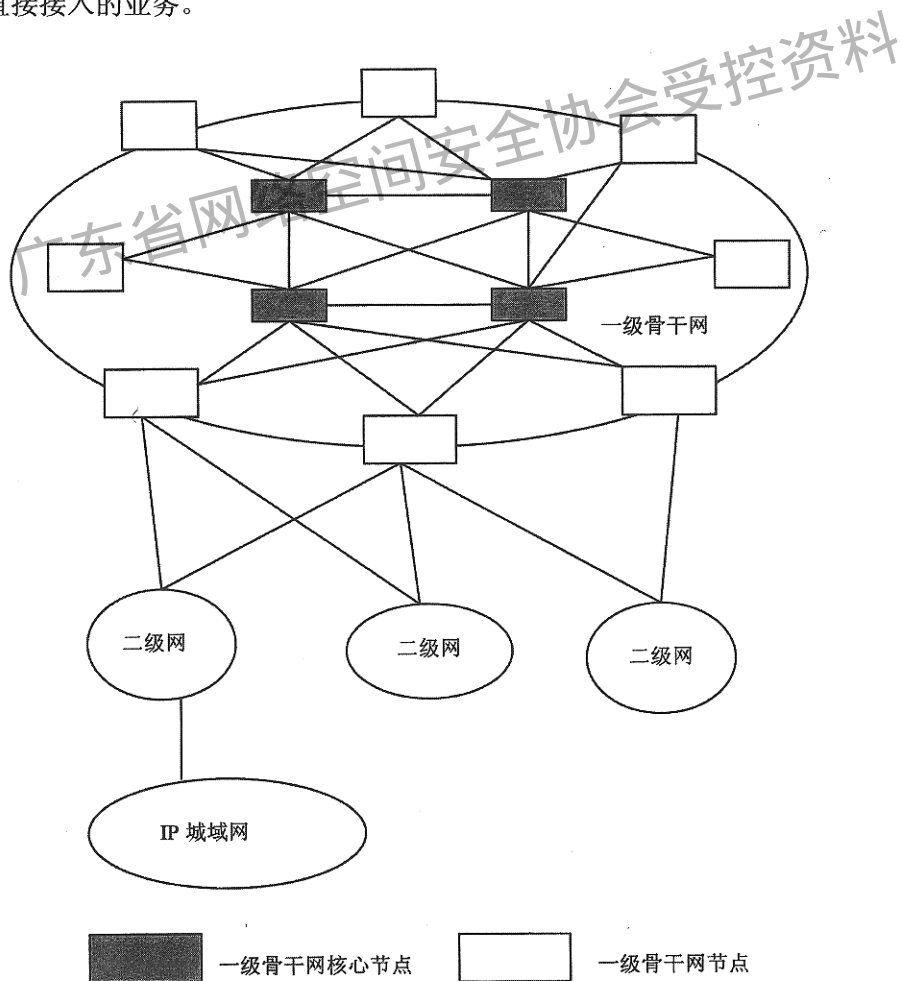 直接接入的业务。
广东省网络空间安全协会受控资料
一级骨干网
二级网
二级网
二级网
IP 城域网
一级骨干网核心节点
一级骨干网节点